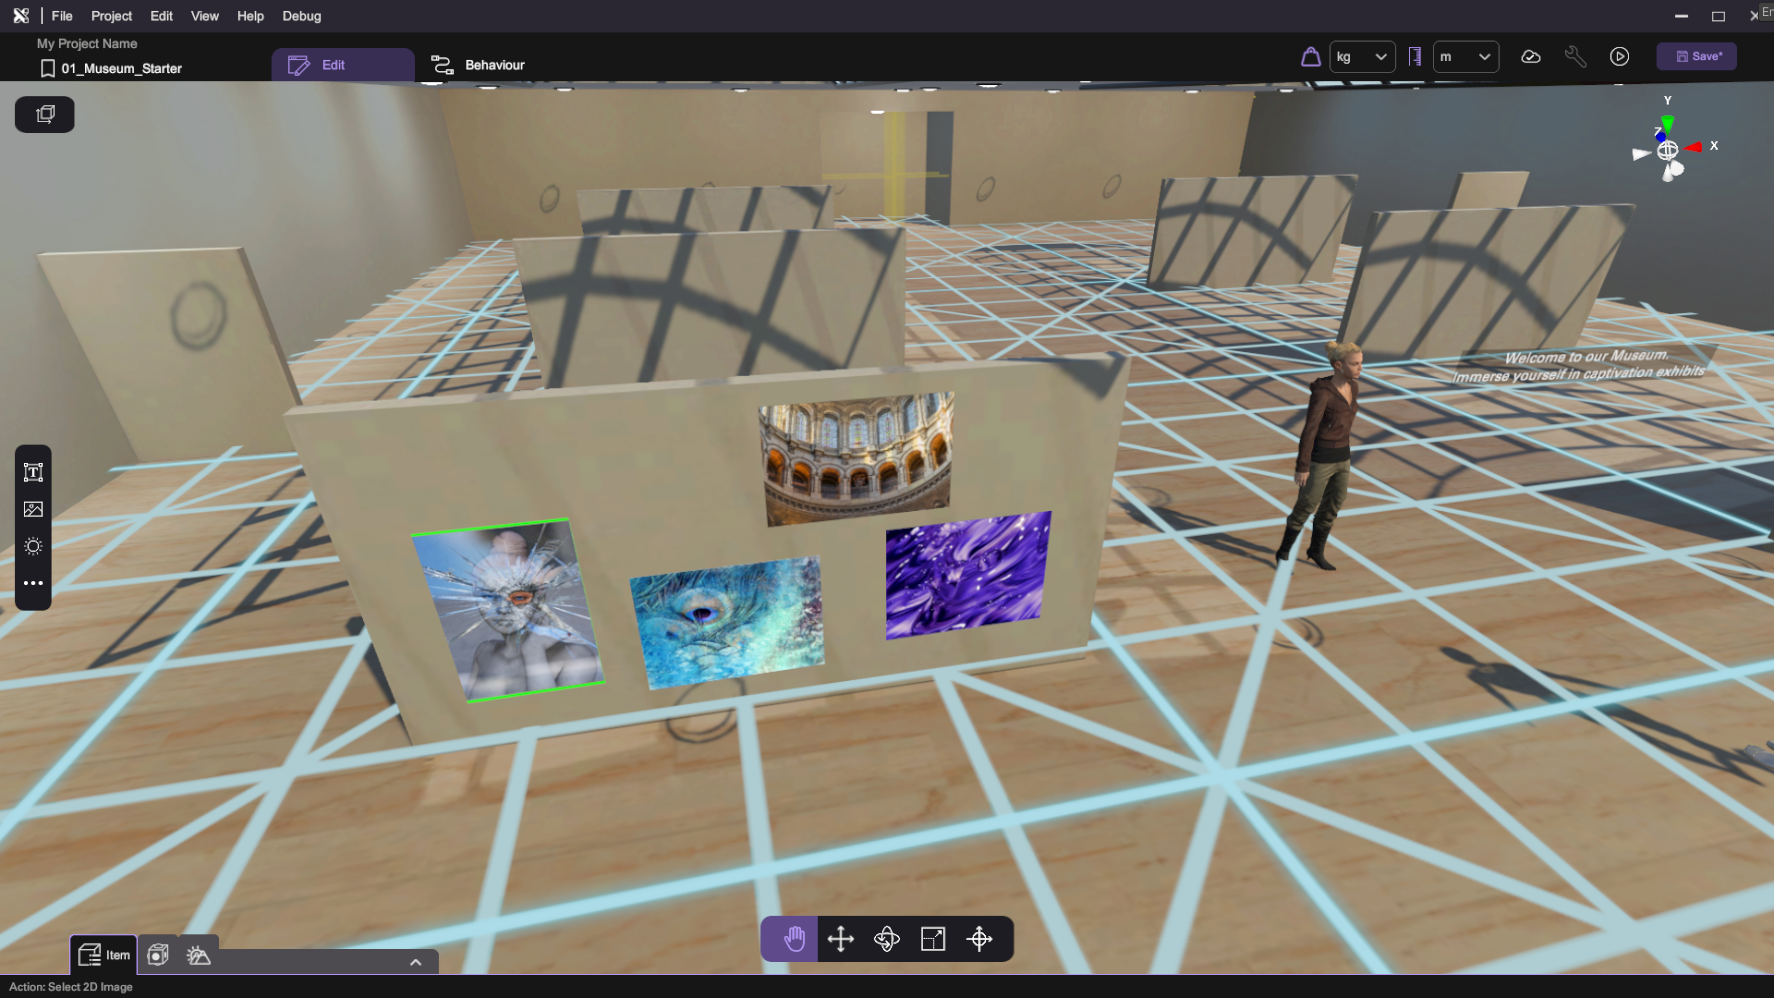 File Project Edit View Help Debug
En
My Project Name
01_Museum_Starter
Edit
Behaviour
kg
m
Save*
Y
Z
X
Welcome to our Museum.
Immerse yourself in captivation exhibits
T
Item
Action: Select 2D Image